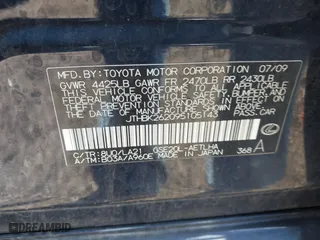 MFD. BY: TOYOTA MOTOR CORPORATION 07/09
GVWR 4425LB GAWR FR 2470LB RR 2430LB
THIS VEHICLE CONFORMS TO ALL APPLICABLE
FEDERAL MOTOR VEHICLE SAFETY, BUMPER, AND
THEFT PREVENTION STANDARDS IN EFFECT ON THE
DATE OF MANUFACTURE SHOWN ABOVE.
PASS.CAR
C/TR: 8U0/LA21 GSE20L-AETLHA
A/TM: B03A/A960E MADE IN JAPAN 368 A